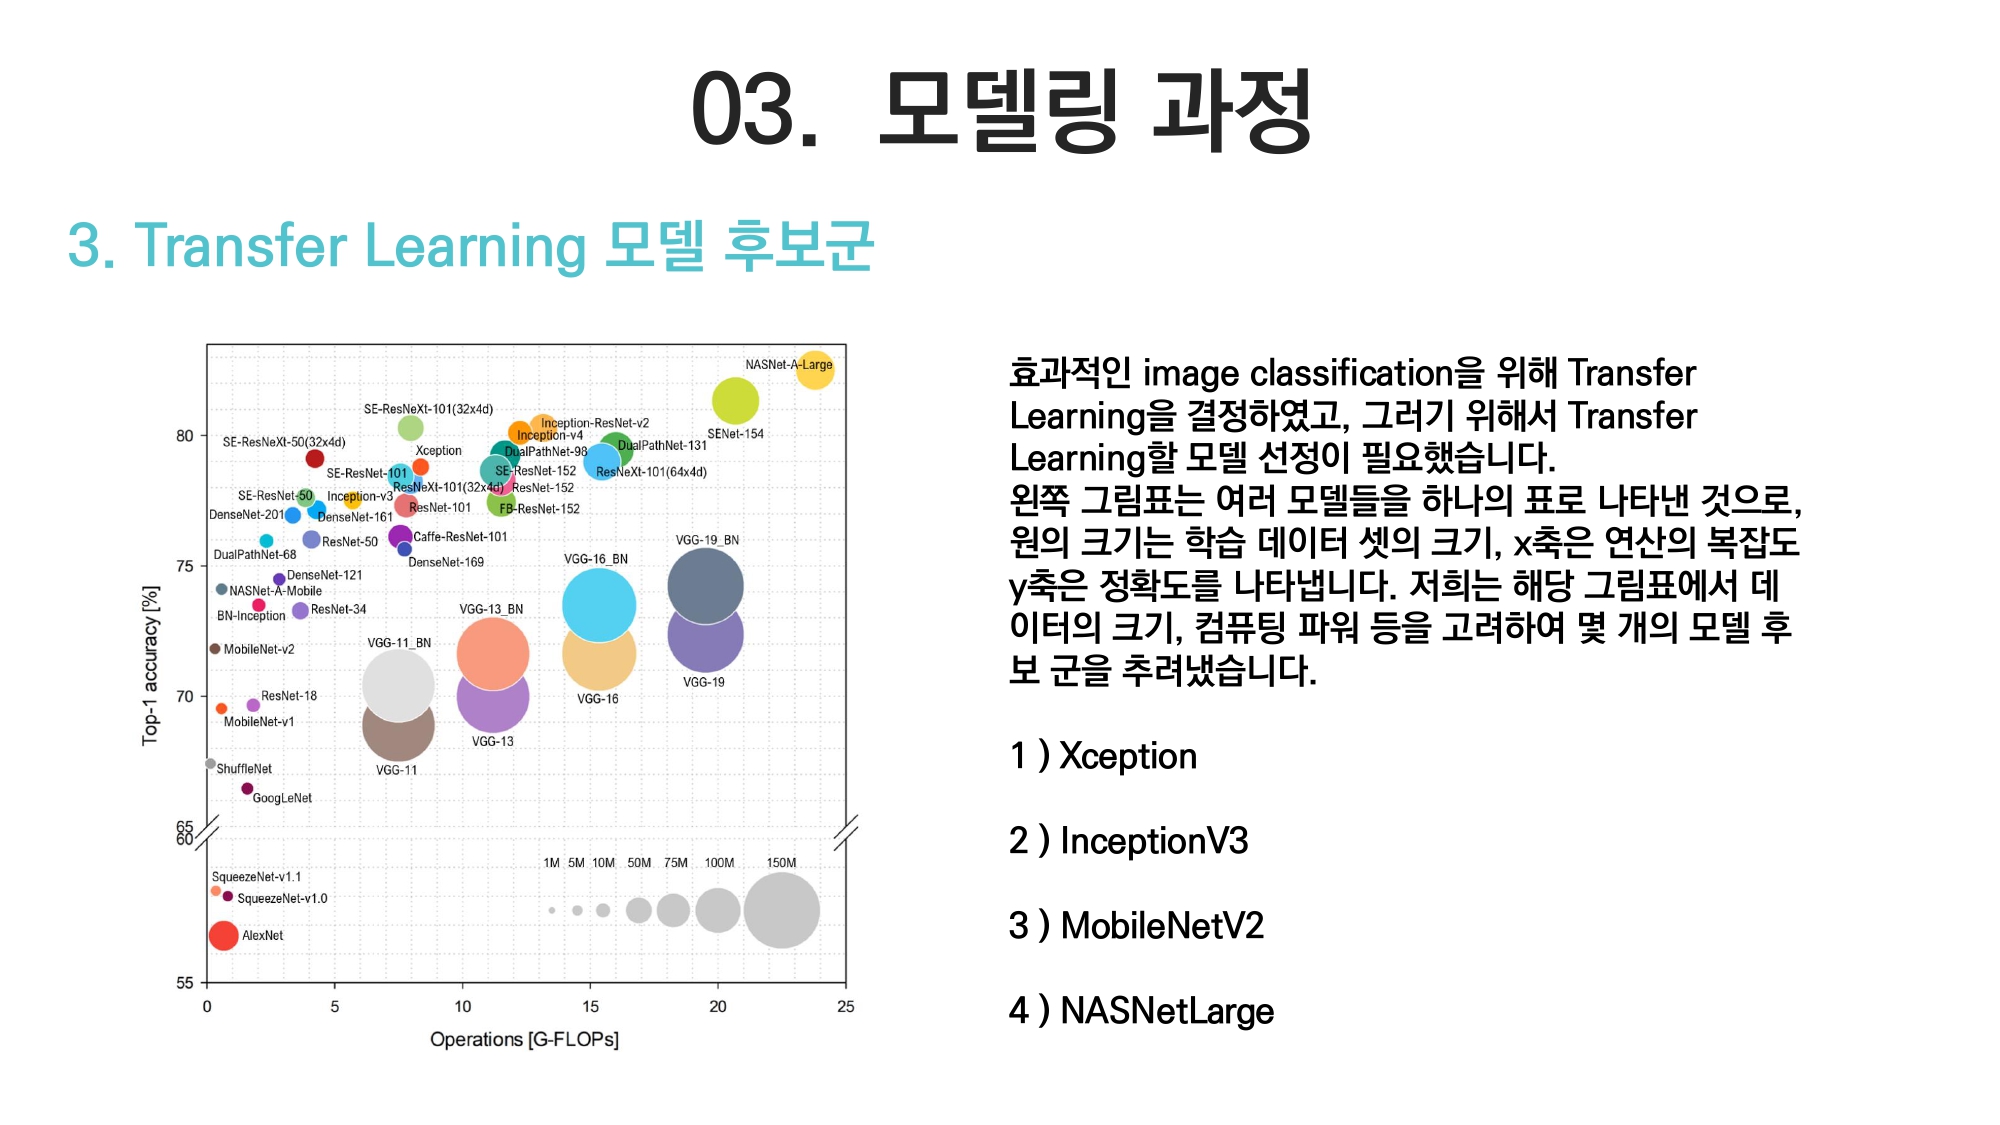 03. 모델링 과정
3. Transfer Learning 모델 후보군
NASNet-A-Large
SE-ResNeXt-101(32x4d)
Inception-ResNet-v2
SENet-154
80
SE-ResNeXt-50(32x4d)
Inception-v4
DualPathNet-131
Xception
DualPathNet-98
SE-ResNet-101
SE-ResNet-152
ResNeXt-101(64x4d)
ResNeXt-101(32x4d)
ResNet-152
SE-ResNet-50
Inception-v3
ResNet-101
FB-ResNet-152
DenseNet-201
DenseNet-161
Caffe-ResNet-101
VGG-19_BN
ResNet-50
DualPathNet-68
DenseNet-169
VGG-16_BN
75
DenseNet-121
NASNet-A-Mobile
BN-Inception
ResNet-34
VGG-13_BN
VGG-11_BN
MobileNet-v2
VGG-19
70
ResNet-18
VGG-16
MobileNet-v1
VGG-13
ShuffleNet
VGG-11
GoogLeNet
65
60
1M 5M 10M 50M 75M 100M 150M
SqueezeNet-v1.1
SqueezeNet-v1.0
AlexNet
55
0 5 10 15 20 25
Top-1 accuracy [%]
Operations [G-FLOPs]
효과적인 image classification을 위해 Transfer
Learning을 결정하였고, 그러기 위해서 Transfer
Learning할 모델 선정이 필요했습니다.
왼쪽 그림표는 여러 모델들을 하나의 표로 나타낸 것으로,
원의 크기는 학습 데이터 셋의 크기, x축은 연산의 복잡도
y축은 정확도를 나타냅니다. 저희는 해당 그림표에서 데
이터의 크기, 컴퓨팅 파워 등을 고려하여 몇 개의 모델 후
보 군을 추려냈습니다.
1 ) Xception
2 ) InceptionV3
3 ) MobileNetV2
4 ) NASNetLarge